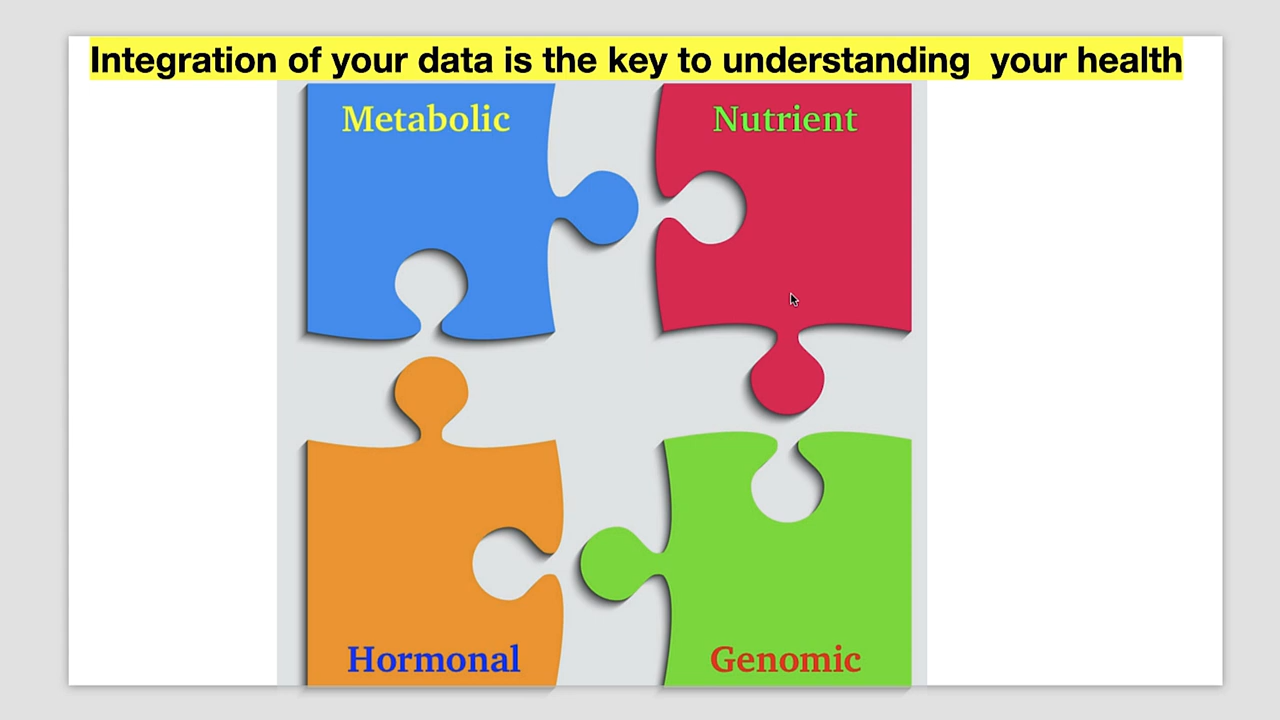 Integration of your data is the key to understanding  your health
Metabolic
Nutrient
Hormonal
Genomic